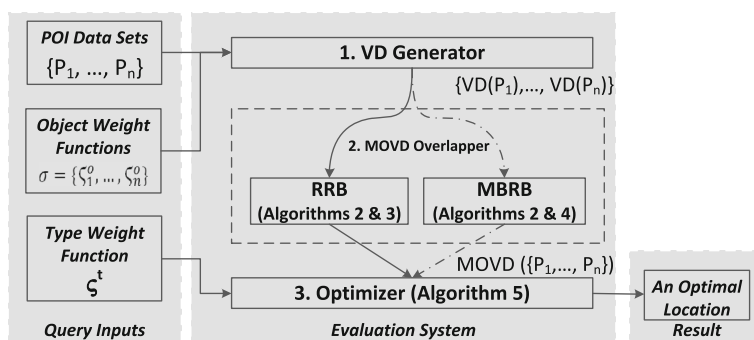 POI Data Sets
{P₁, ..., Pₙ}
Object Weight
Functions
σ = {ς₁ᵒ, ..., ςₙᵒ}
Type Weight
Function
ςᵗ
Query Inputs
1. VD Generator
{VD(P₁),..., VD(Pₙ)}
2. MOVD Overlapper
RRB
(Algorithms 2 & 3)
MBRB
(Algorithms 2 & 4)
MOVD ({P₁,..., Pₙ})
3. Optimizer (Algorithm 5)
Evaluation System
An Optimal
Location
Result